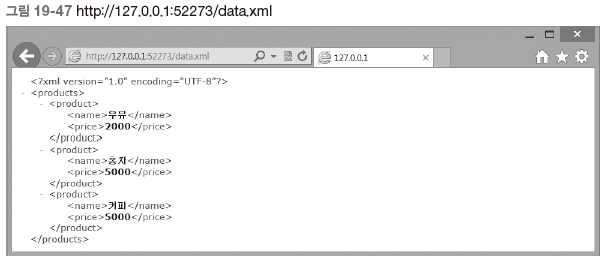 그림 19-47 http://127.0.0.1:52273/data.xml
http://127.0.0.1:52273/data.xml
127.0.0.1
<?xml version="1.0" encoding="UTF-8"?>
- <products>
- <product>
<name>우유</name>
<price>2000</price>
</product>
- <product>
<name>홍차</name>
<price>5000</price>
</product>
- <product>
<name>커피</name>
<price>5000</price>
</product>
</products>